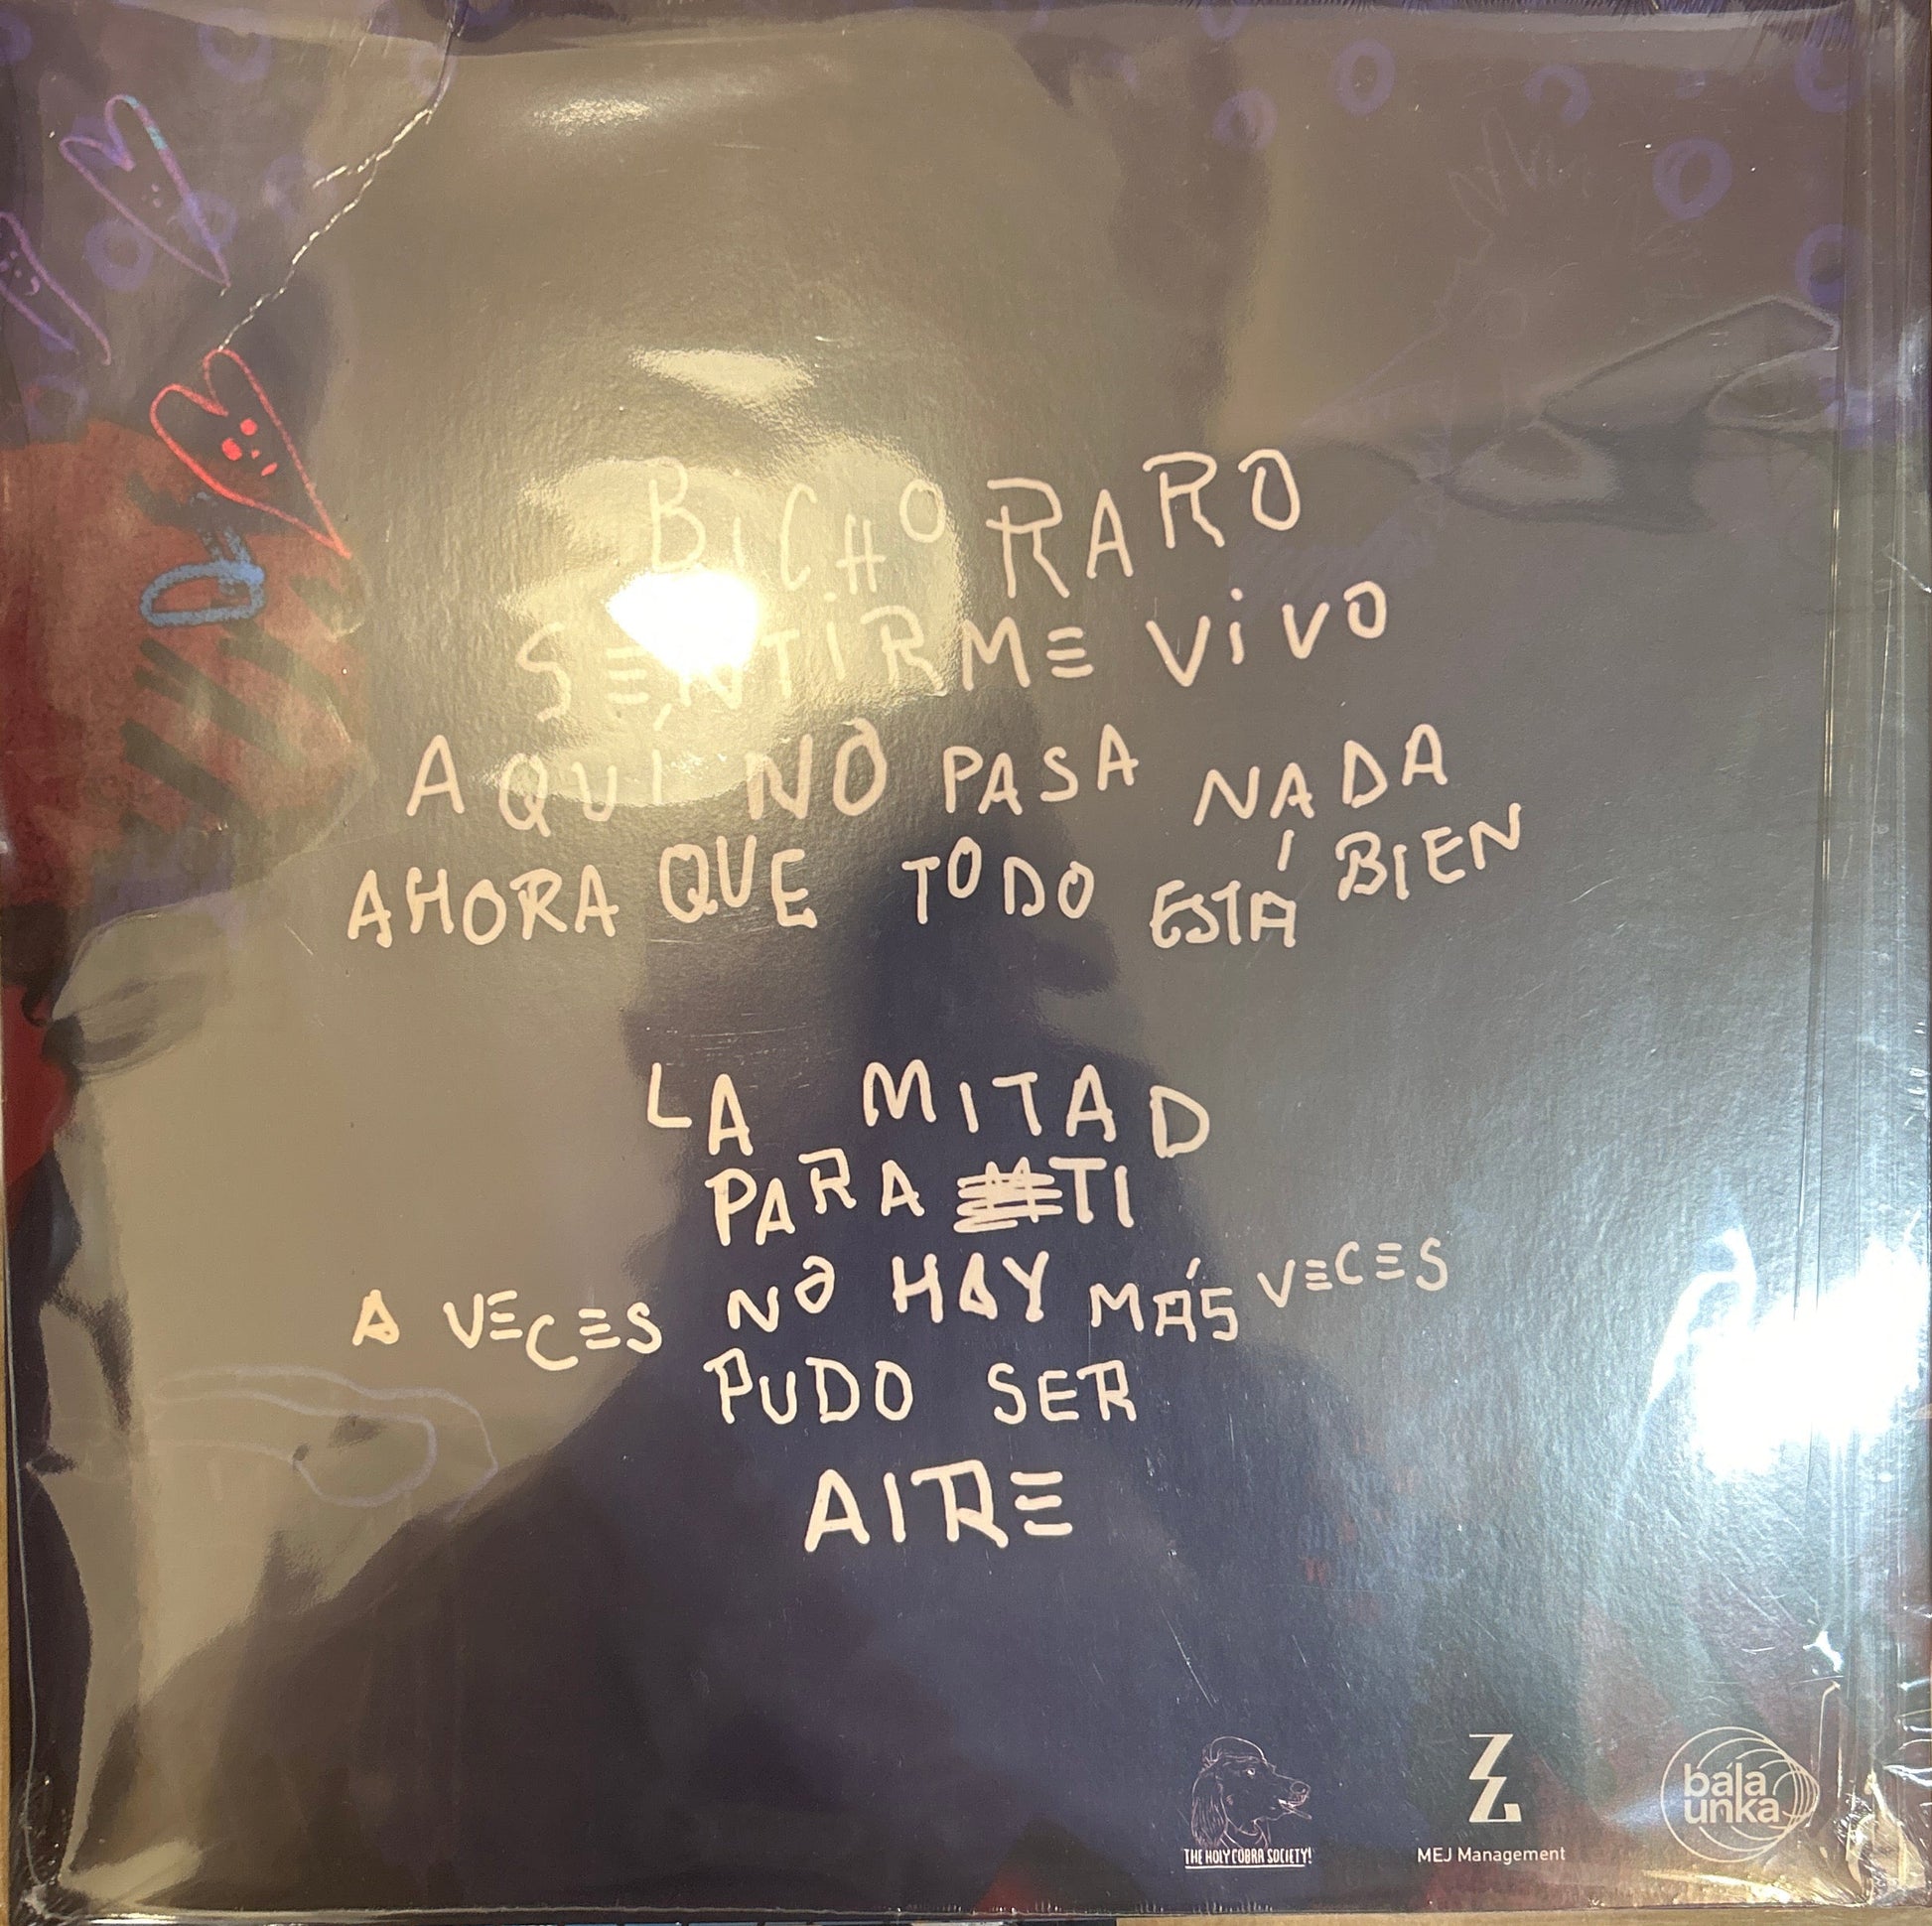 BICHO RARO
SENTIRME VIVO
AQUÍ NO PASA NADA
AHORA QUE TODO ESTÁ BIEN
LA MITAD
PARA TI
A VECES NO HAY MÁS VECES
PUDO SER
AIRE
THE HOLY COBRA SOCIETY!
MEJ Management
bala
unka